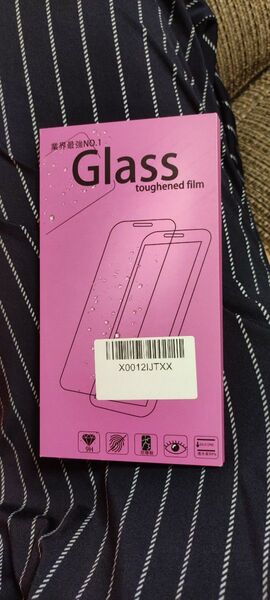 業界最強NO.1
Glass
toughened film
X0012IJTXX
9H